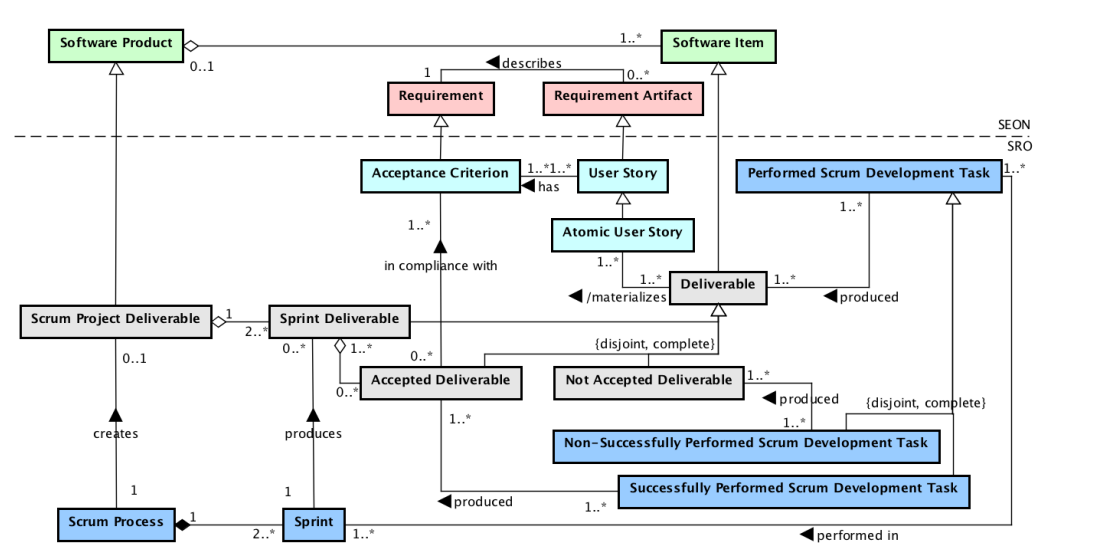 Software Product
1..*
Software Item
0..1
describes
1
0..*
Requirement
Requirement Artifact
SEON
SRO
Acceptance Criterion
1..*1..*
has
User Story
Performed Scrum Development Task
1..*
1..*
1..*
Atomic User Story
in compliance with
1..*
1..*
/materializes
Deliverable
1..*
produced
Scrum Project Deliverable
1
2..*
Sprint Deliverable
{disjoint, complete}
0..1
0..*
1..*
0..*
0..*
Accepted Deliverable
Not Accepted Deliverable
1..*
produced
{disjoint, complete}
1..*
1..*
creates
produces
Non-Successfully Performed Scrum Development Task
Successfully Performed Scrum Development Task
1
1
produced
1..*
Scrum Process
1
2..*
Sprint
1..*
performed in